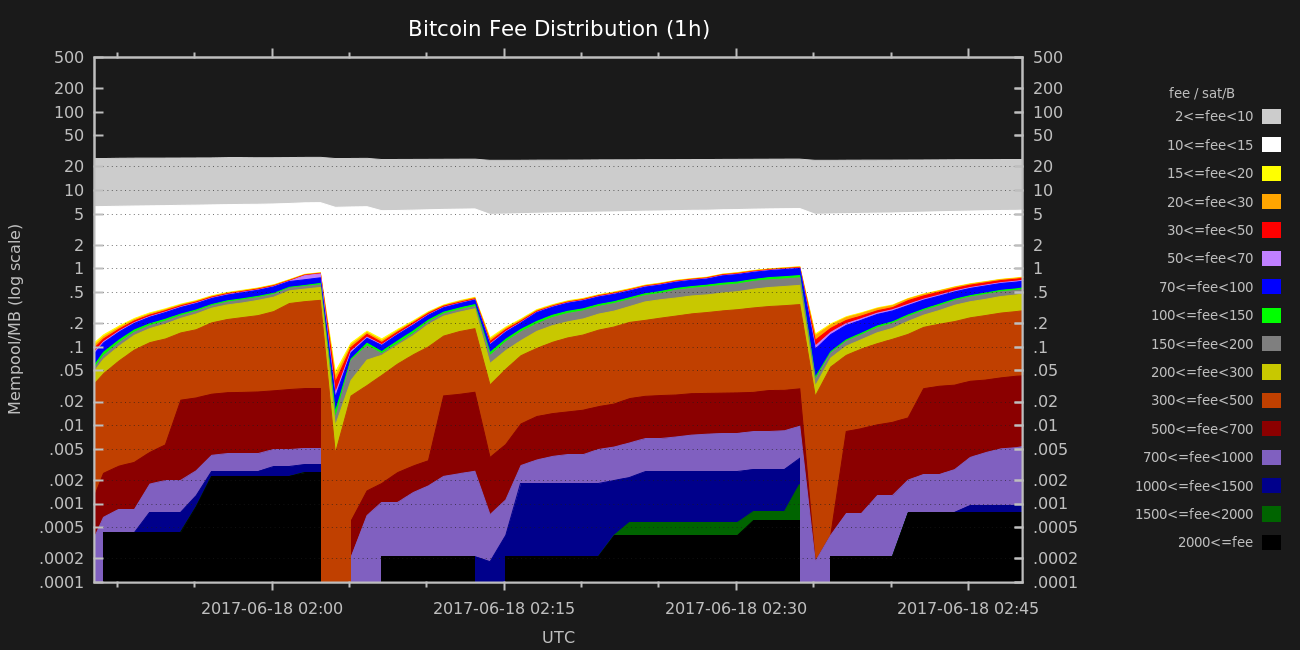 Bitcoin Fee Distribution (1h)
Mempool/MB (log scale)
500
200
100
50
20
10
5
2
1
.5
.2
.1
.05
.02
.01
.005
.002
.001
.0005
.0002
.0001
500
200
100
50
20
10
5
2
1
.5
.2
.1
.05
.02
.01
.005
.002
.001
.0005
.0002
.0001
2017-06-18 02:00
2017-06-18 02:15
2017-06-18 02:30
2017-06-18 02:45
UTC
fee / sat/B
2<=fee<10
10<=fee<15
15<=fee<20
20<=fee<30
30<=fee<50
50<=fee<70
70<=fee<100
100<=fee<150
150<=fee<200
200<=fee<300
300<=fee<500
500<=fee<700
700<=fee<1000
1000<=fee<1500
1500<=fee<2000
2000<=fee